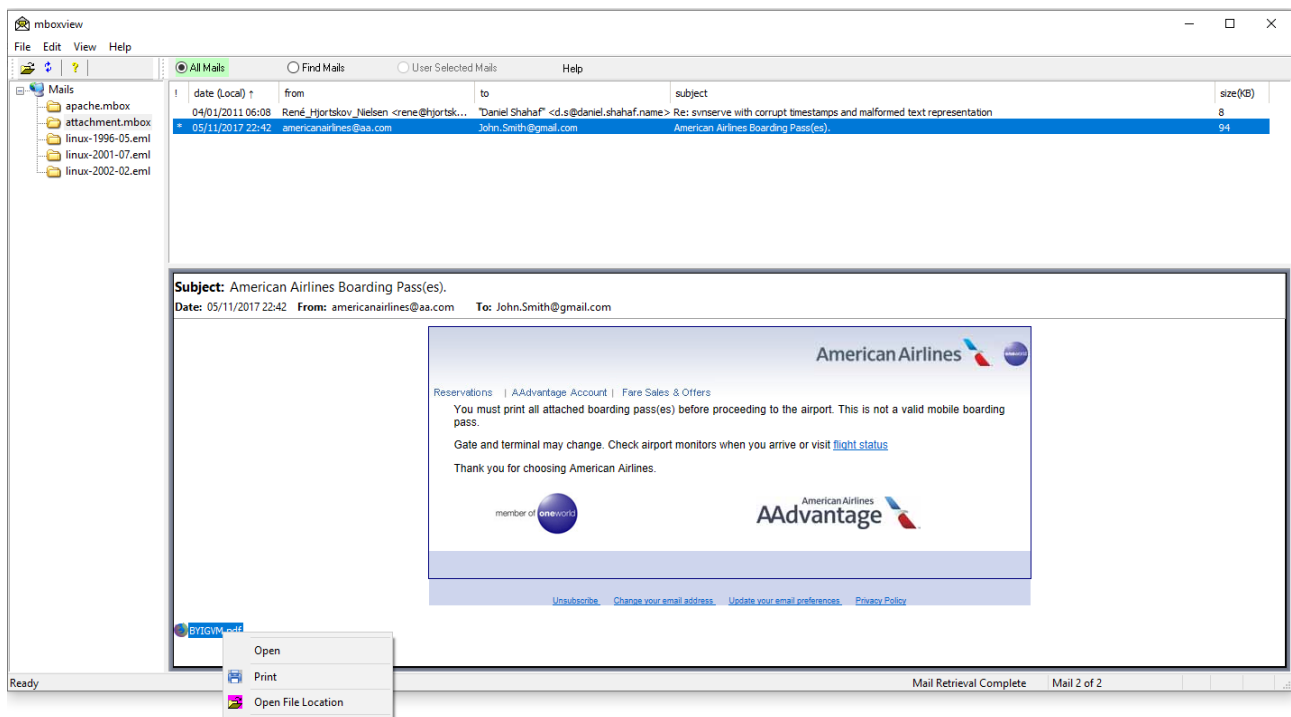 mboxview
File Edit View Help
All Mails Find Mails User Selected Mails Help
Mails
apache.mbox
attachment.mbox
linux-1996-05.eml
linux-2001-07.eml
linux-2002-02.eml
! date (Local) ↑ from to subject size(KB)
04/01/2011 06:08 René_Hjortskov_Nielsen <rene@hjortsk... "Daniel Shahaf" <d.s@daniel.shahaf.name> Re: svnserve with corrupt timestamps and malformed text representation 8
* 05/11/2017 22:42 americanairlines@aa.com John.Smith@gmail.com American Airlines Boarding Pass(es). 94
Subject: American Airlines Boarding Pass(es).
Date: 05/11/2017 22:42 From: americanairlines@aa.com To: John.Smith@gmail.com
American Airlines oneworld
Reservations | AAdvantage Account | Fare Sales & Offers
You must print all attached boarding pass(es) before proceeding to the airport. This is not a valid mobile boarding
pass.
Gate and terminal may change. Check airport monitors when you arrive or visit flight status
Thank you for choosing American Airlines.
member of oneworld
American Airlines
AAdvantage
Unsubscribe Change your email address Update your email preferences Privacy Policy
BYIGVM.pdf
Open
Print
Open File Location
Ready Mail Retrieval Complete Mail 2 of 2